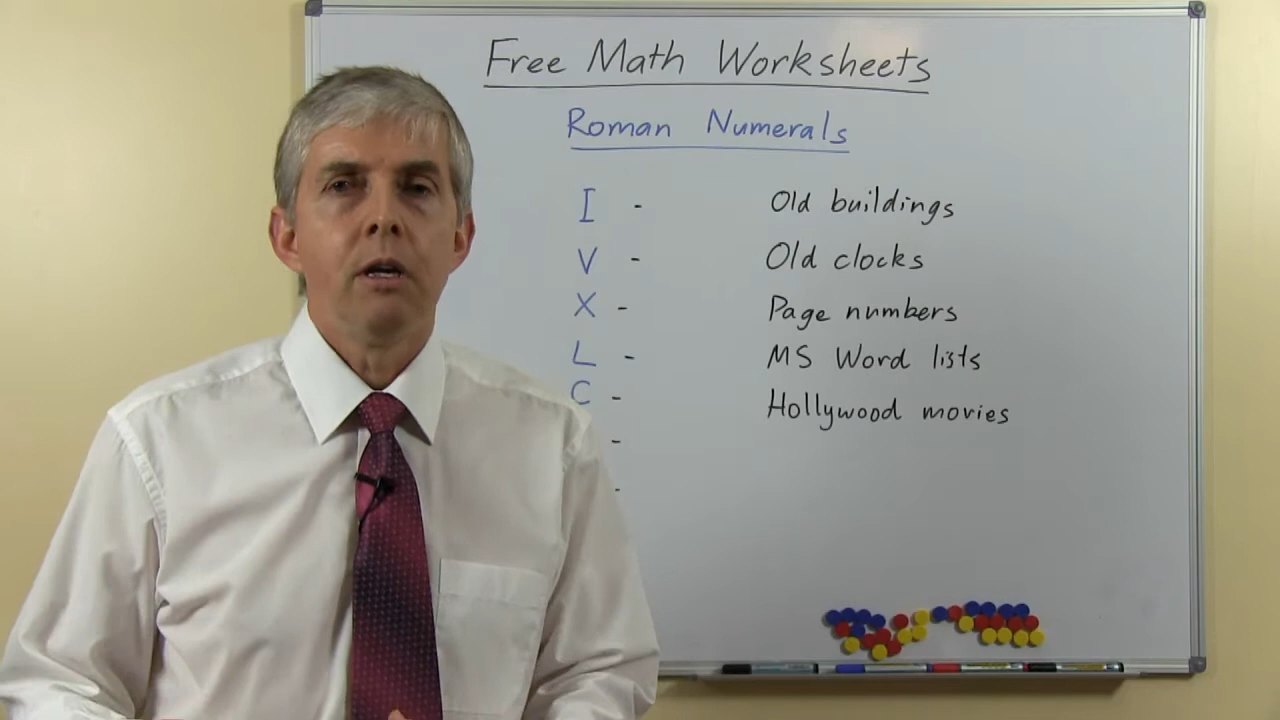 Free Math Worksheets
Roman Numerals
I - Old buildings
V - Old clocks
X - Page numbers
L - MS Word lists
C - Hollywood movies
-
-